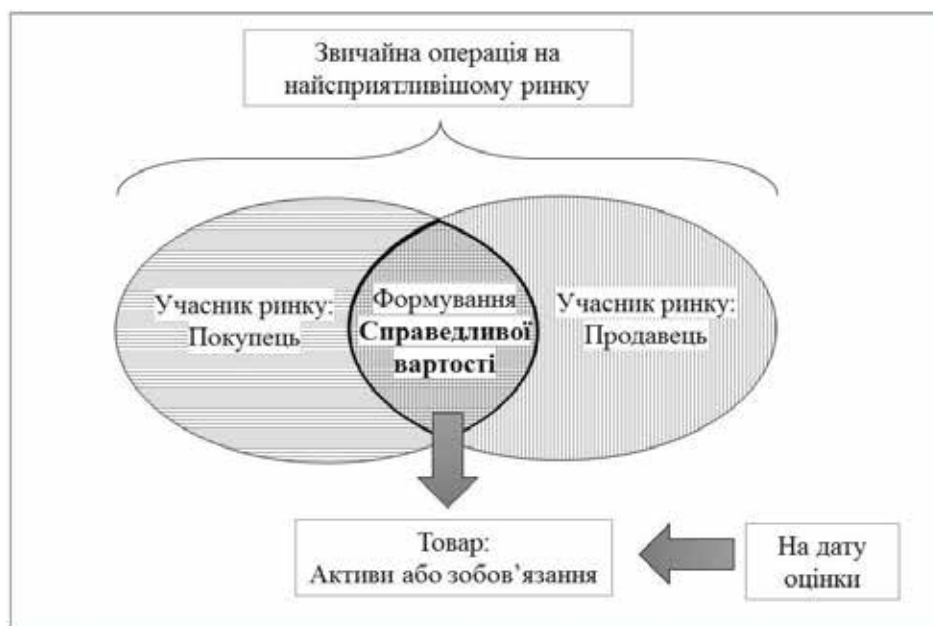 Звичайна операція на
найсприятливішому ринку
Учасник ринку:
Покупець
Формування
Справедливої
вартості
Учасник ринку:
Продавець
Товар:
Активи або зобов’язання
На дату
оцінки